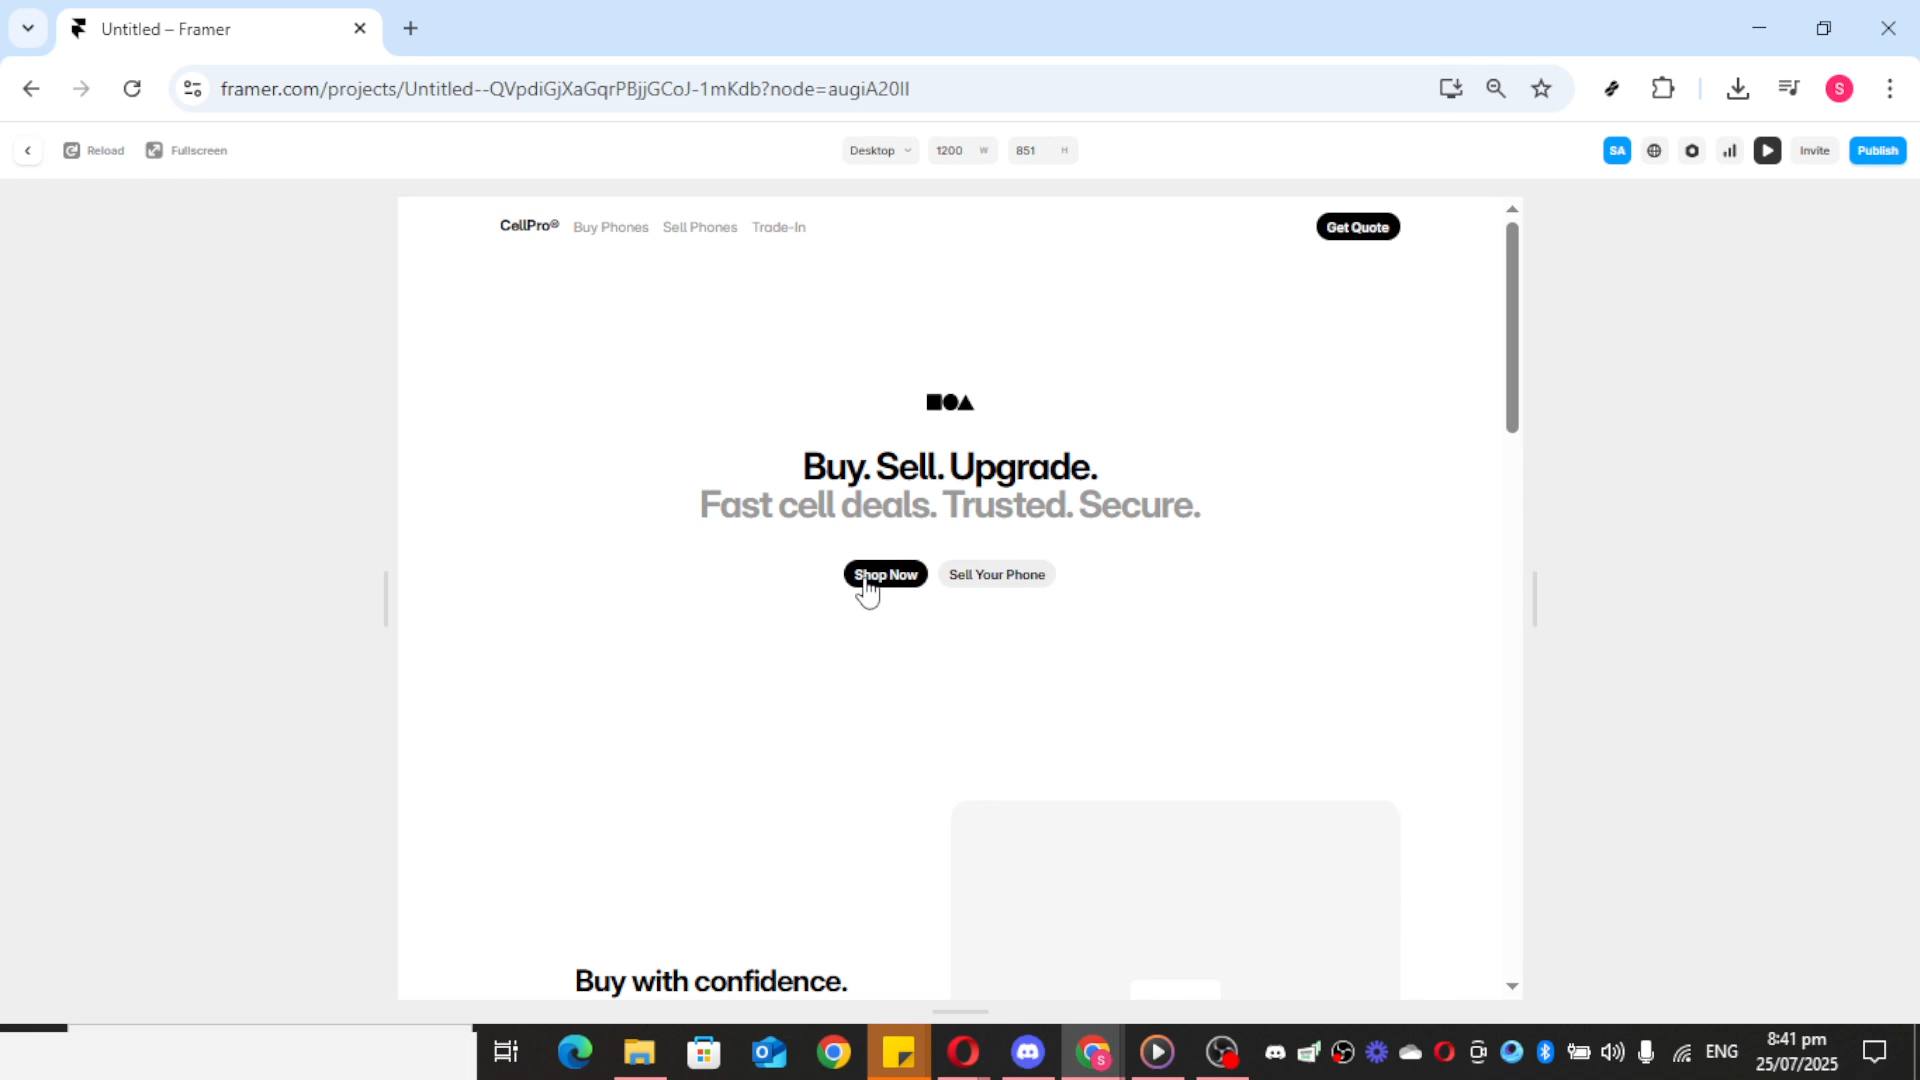 Untitled – Framer
framer.com/projects/Untitled--QVpdiGjXaGqrPBjjGCoJ-1mKdb?node=augiA20Il
S
Reload
Fullscreen
Desktop
1200 W
851 H
SA
Invite
Publish
CellPro®
Buy Phones
Sell Phones
Trade-In
Get Quote
Buy. Sell. Upgrade.
Fast cell deals. Trusted. Secure.
Shop Now
Sell Your Phone
Buy with confidence.
S
ENG
8:41 pm
25/07/2025